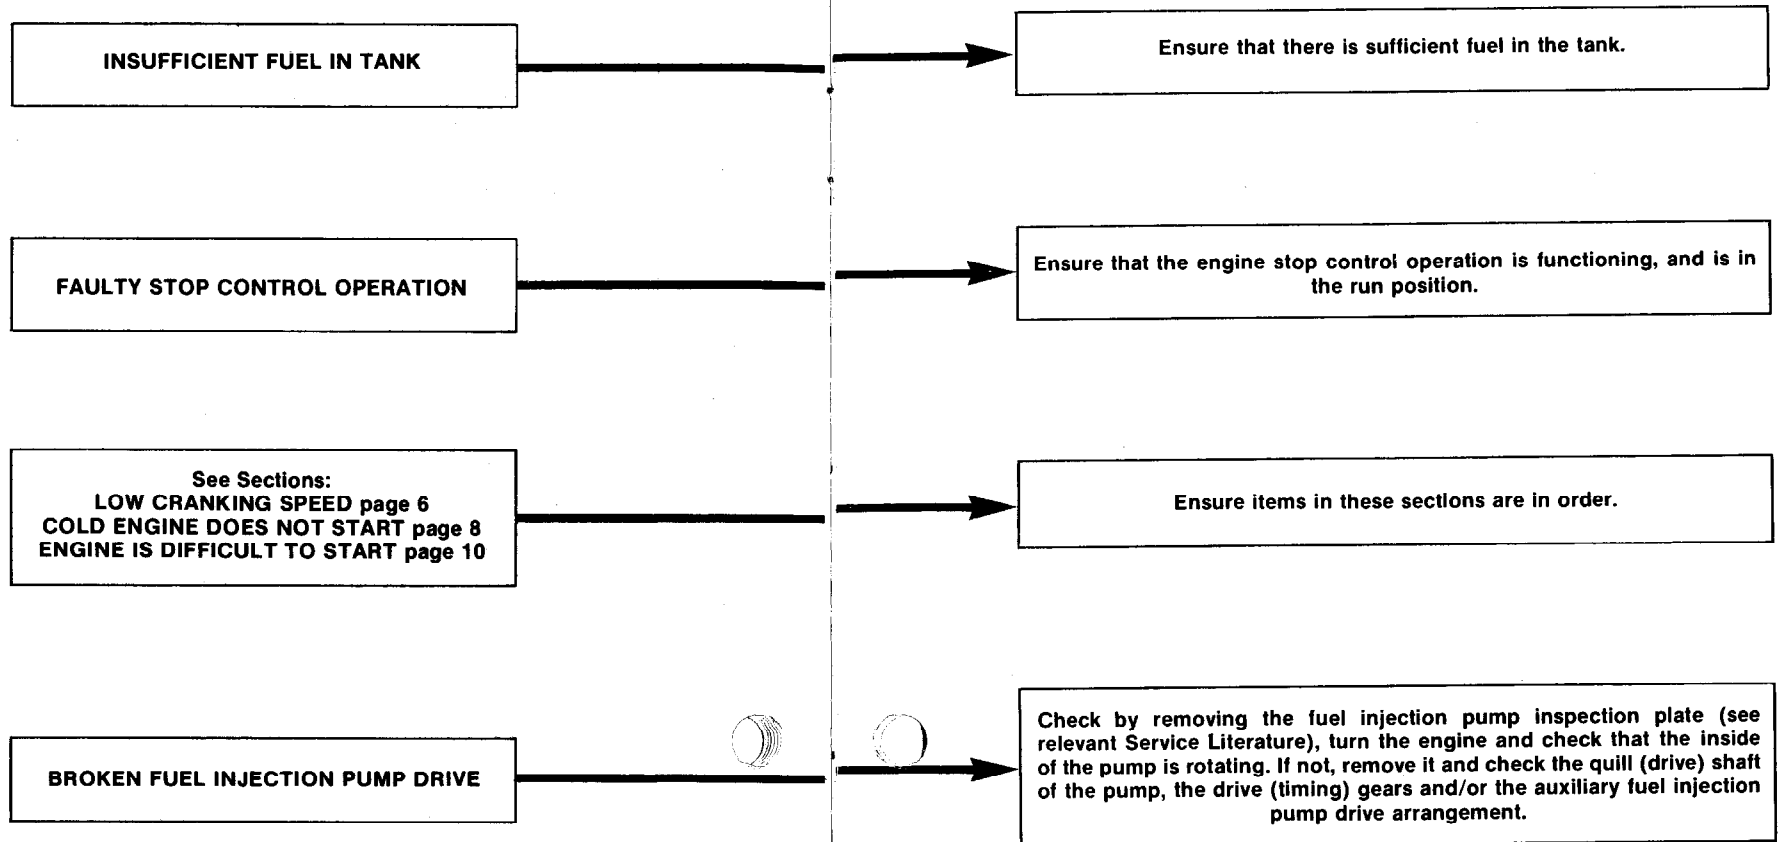 INSUFFICIENT FUEL IN TANK
Ensure that there is sufficient fuel in the tank.
FAULTY STOP CONTROL OPERATION
Ensure that the engine stop control operation is functioning, and is in
the run position.
See Sections:
LOW CRANKING SPEED page 6
COLD ENGINE DOES NOT START page 8
ENGINE IS DIFFICULT TO START page 10
Ensure items in these sections are in order.
BROKEN FUEL INJECTION PUMP DRIVE
Check by removing the fuel injection pump inspection plate (see
relevant Service Literature), turn the engine and check that the inside
of the pump is rotating. If not, remove it and check the quill (drive) shaft
of the pump, the drive (timing) gears and/or the auxiliary fuel injection
pump drive arrangement.